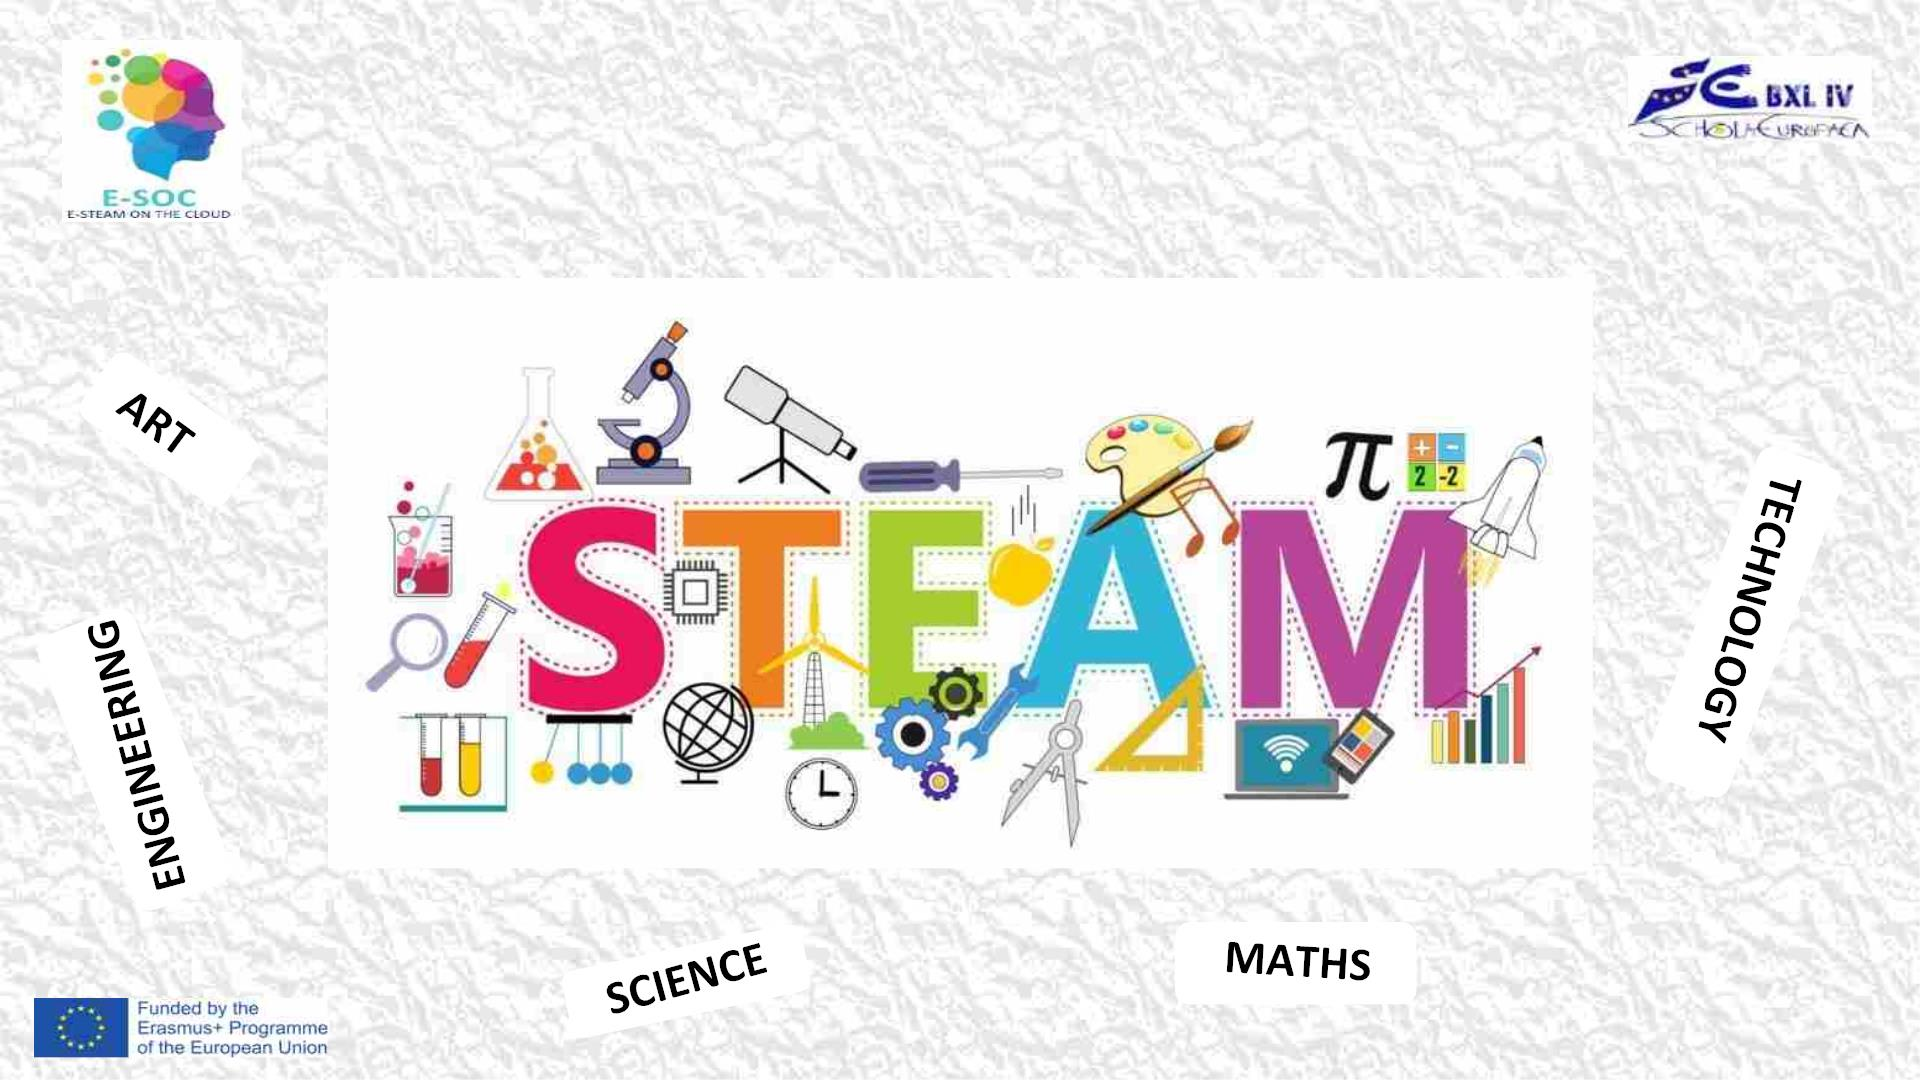 E-SOC
E-STEAM ON THE CLOUD
SE BXL IV
SCHOLA EUROPAEA
ART
π + -
2 -2
STEAM
TECHNOLOGY
ENGINEERING
SCIENCE
MATHS
Funded by the
Erasmus+ Programme
of the European Union